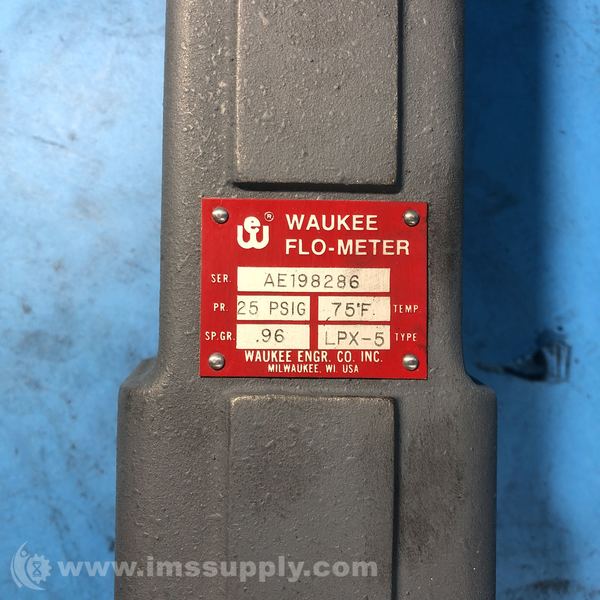 eW® WAUKEE
FLO-METER
SER. AE198286
PR. 25 PSIG 75°F. TEMP.
SP.GR. .96 LPX-5 TYPE
WAUKEE ENGR. CO. INC.
MILWAUKEE, WI. USA
www.imssupply.com